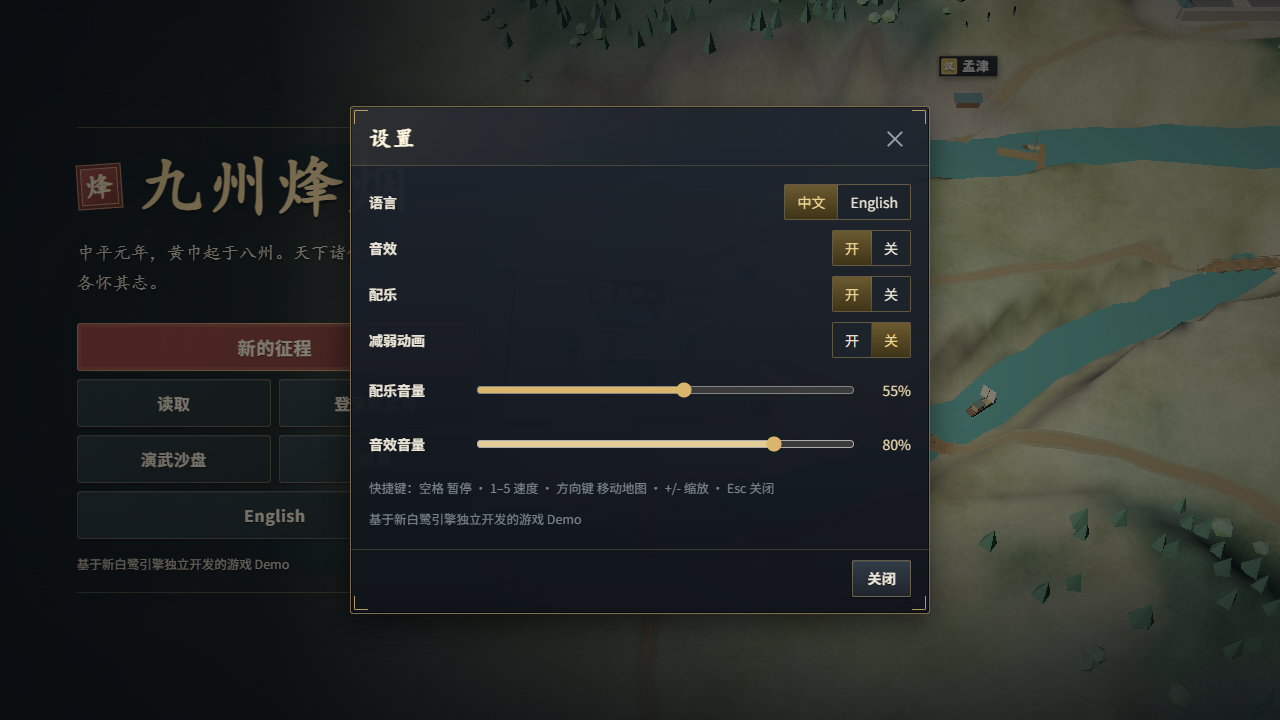 汉 孟津
设置
烽 九州烽
语言 中文 English
中平元年，黄巾起于八州。天下诸
各怀其志。
音效 开 关
配乐 开 关
减弱动画 开 关
新的征程
配乐音量 55%
读取 登
音效音量 80%
演武沙盘
快捷键：空格 暂停 · 1–5 速度 · 方向键 移动地图 · +/- 缩放 · Esc 关闭
English
基于新白鹭引擎独立开发的游戏 Demo
基于新白鹭引擎独立开发的游戏 Demo
关闭